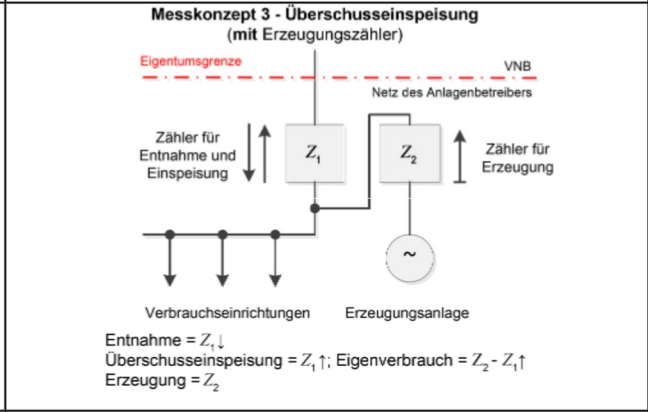 Messkonzept 3 - Überschusseinspeisung
(mit Erzeugungszähler)
Eigentumsgrenze
VNB
Netz des Anlagenbetreibers
Zähler für
Entnahme und
Einspeisung
Z₁
Z₂
Zähler für
Erzeugung
~
Verbrauchseinrichtungen
Erzeugungsanlage
Entnahme = Z₁↓
Überschusseinspeisung = Z₁↑; Eigenverbrauch = Z₂ - Z₁↑
Erzeugung = Z₂